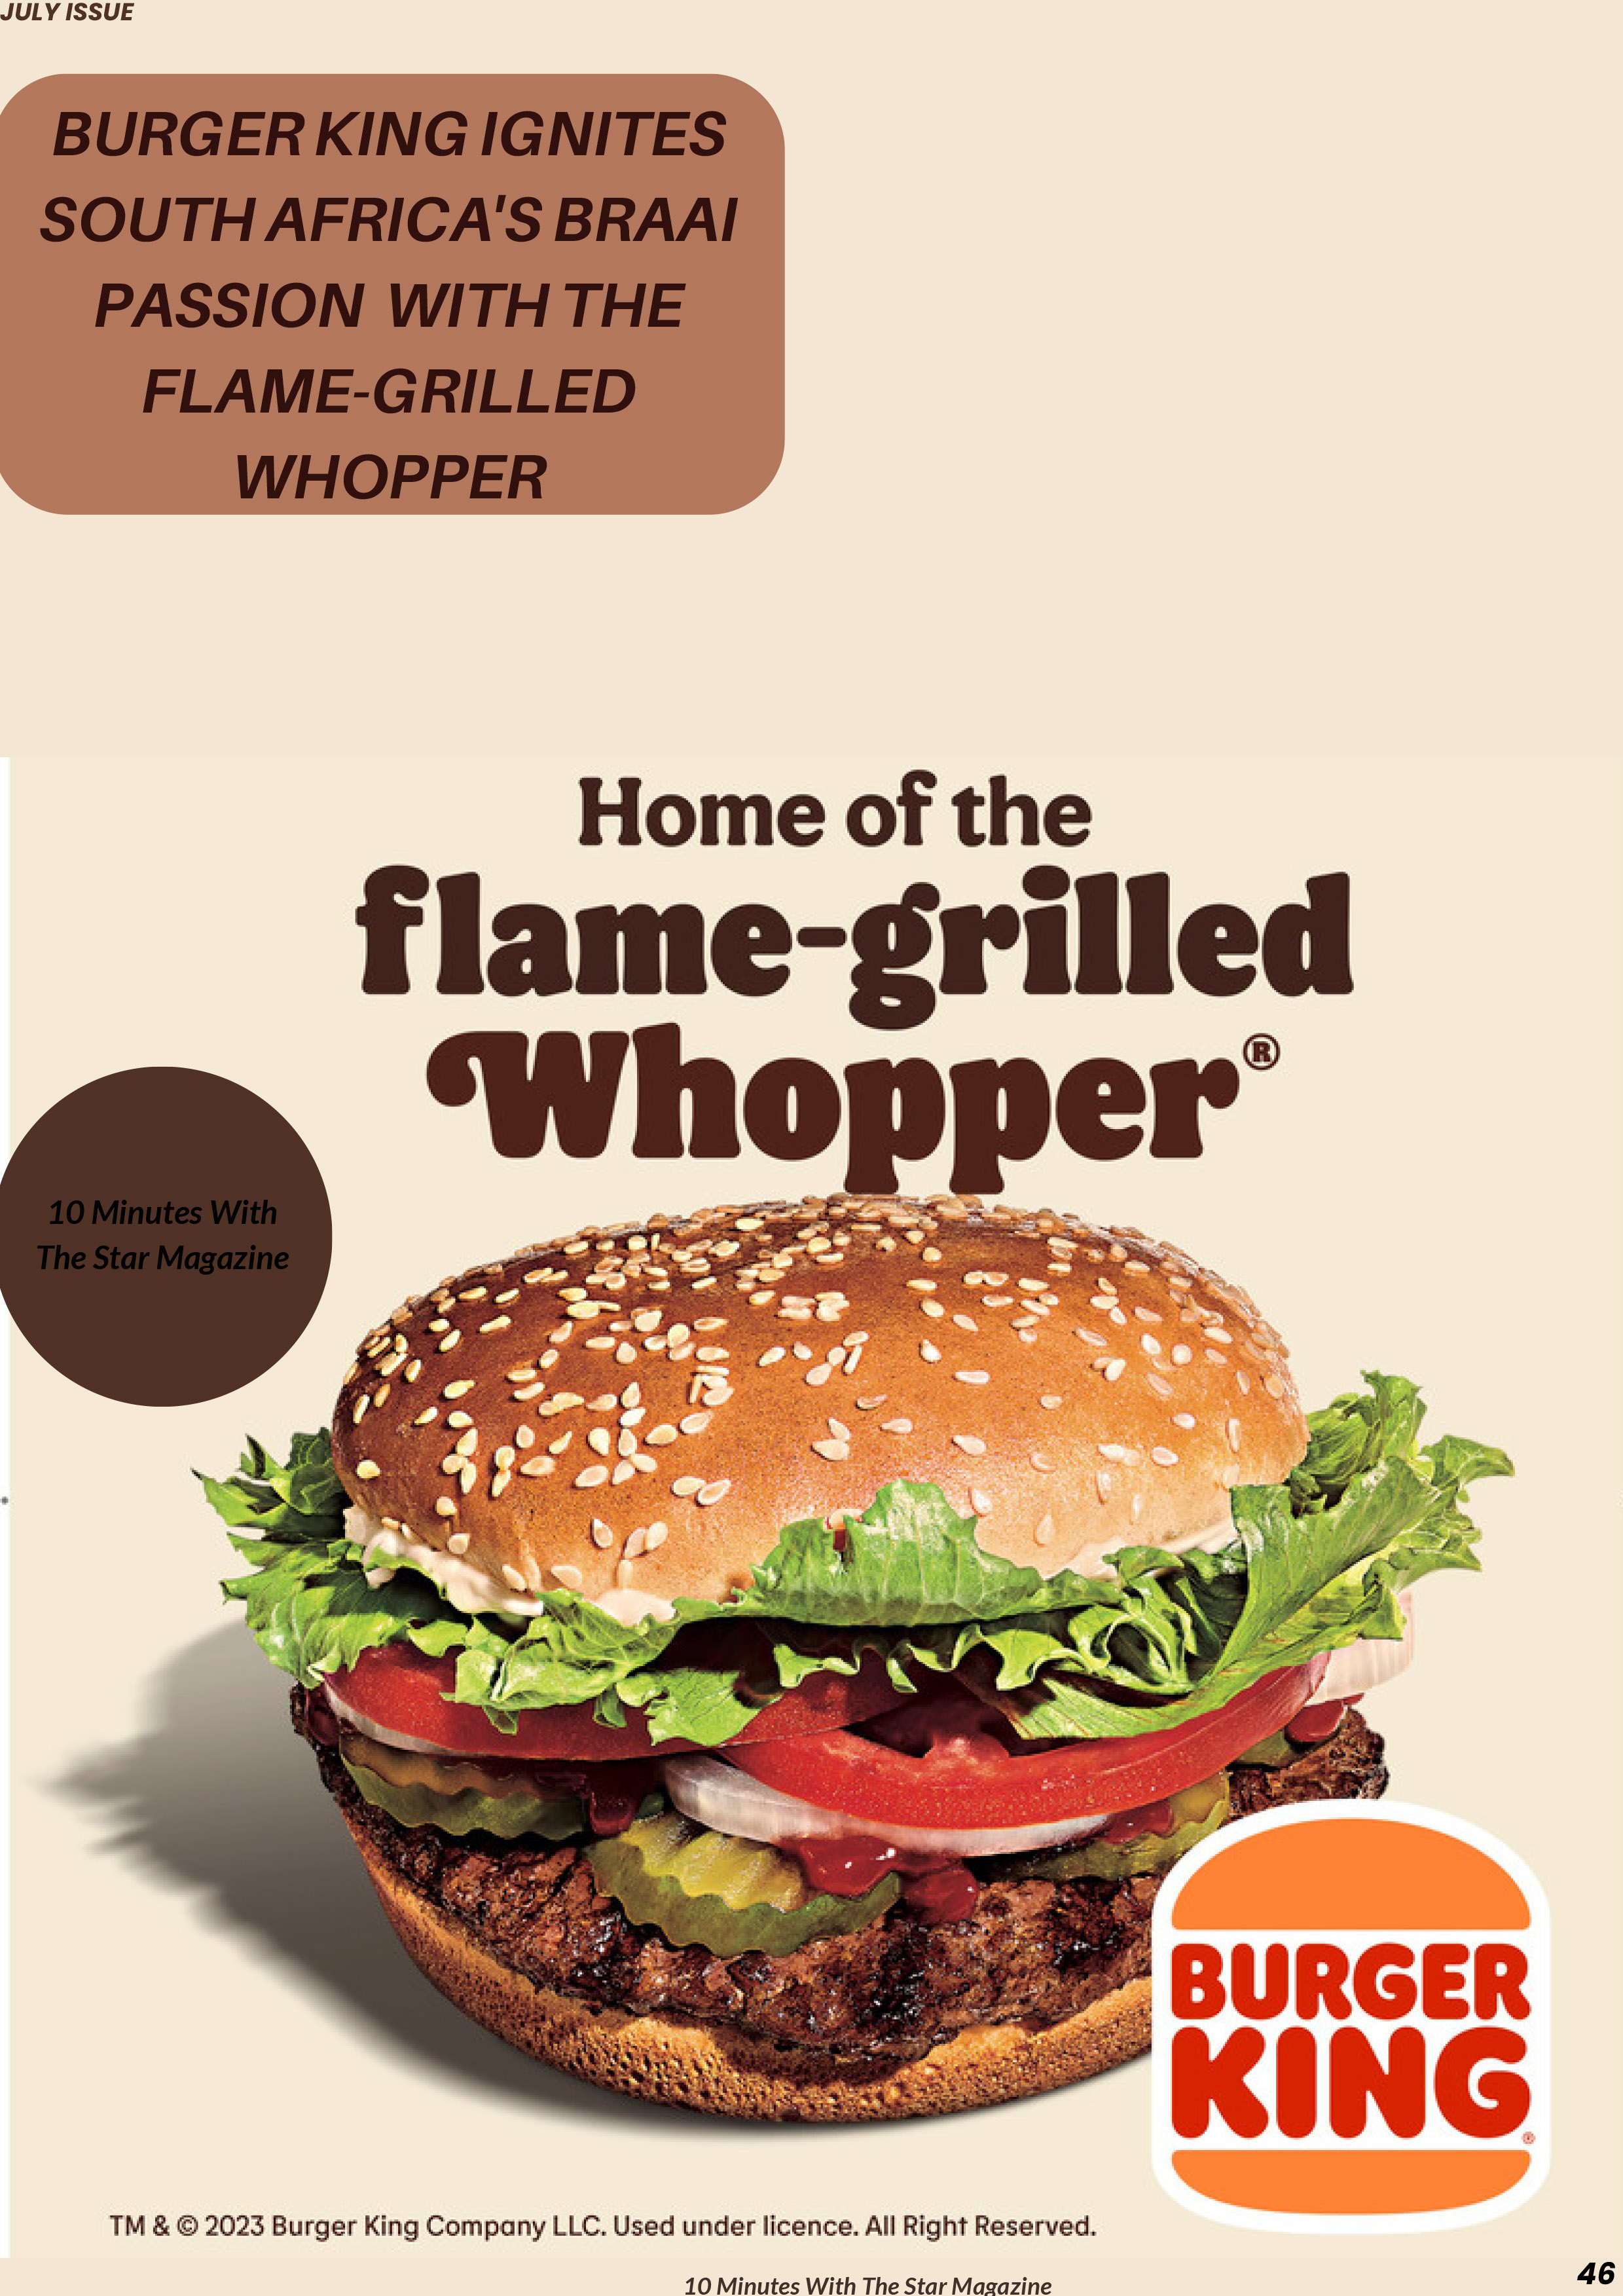 JULY ISSUE
BURGER KING IGNITES
SOUTH AFRICA'S BRAAI
PASSION WITH THE
FLAME-GRILLED
WHOPPER
Home of the
flame-grilled
Whopper®
10 Minutes With
The Star Magazine
BURGER
KING®
TM & © 2023 Burger King Company LLC. Used under licence. All Right Reserved.
46
10 Minutes With The Star Magazine